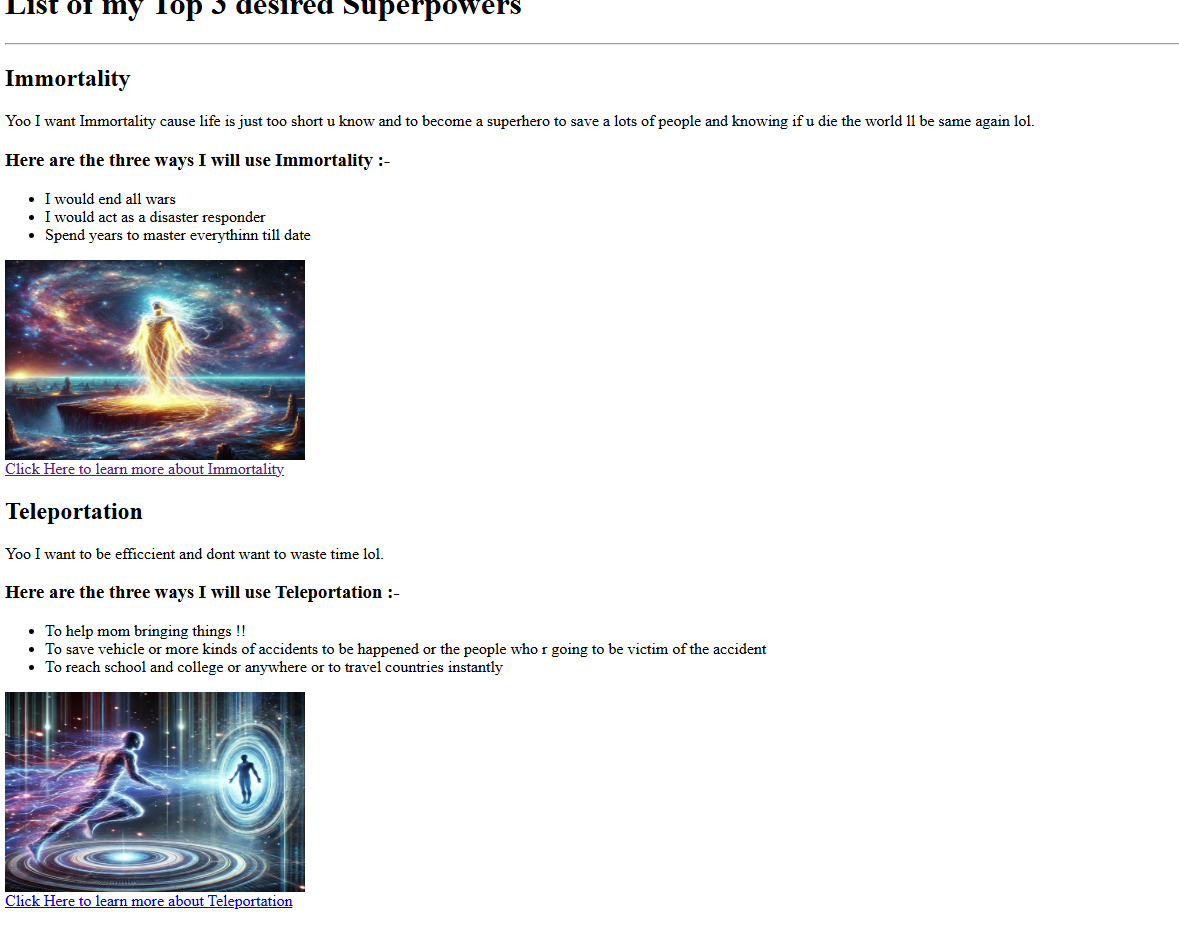 List of my Top 3 desired Superpowers
Immortality
Yoo I want Immortality cause life is just too short u know and to become a superhero to save a lots of people and knowing if u die the world ll be same again lol.
Here are the three ways I will use Immortality :-
I would end all wars
I would act as a disaster responder
Spend years to master everythinn till date
Click Here to learn more about Immortality
Teleportation
Yoo I want to be efficcient and dont want to waste time lol.
Here are the three ways I will use Teleportation :-
To help mom bringing things !!
To save vehicle or more kinds of accidents to be happened or the people who r going to be victim of the accident
To reach school and college or anywhere or to travel countries instantly
Click Here to learn more about Teleportation